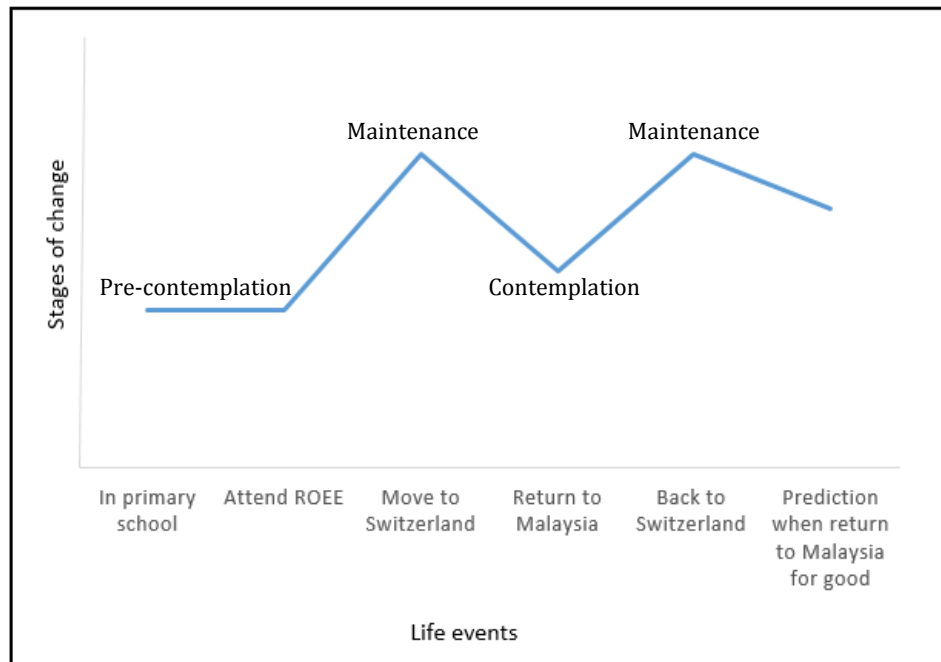 Maintenance
Maintenance
Stages of change
Pre-contemplation
Contemplation
In primary
school
Attend ROEE
Move to
Switzerland
Return to
Malaysia
Back to
Switzerland
Prediction
when return
to Malaysia
for good
Life events